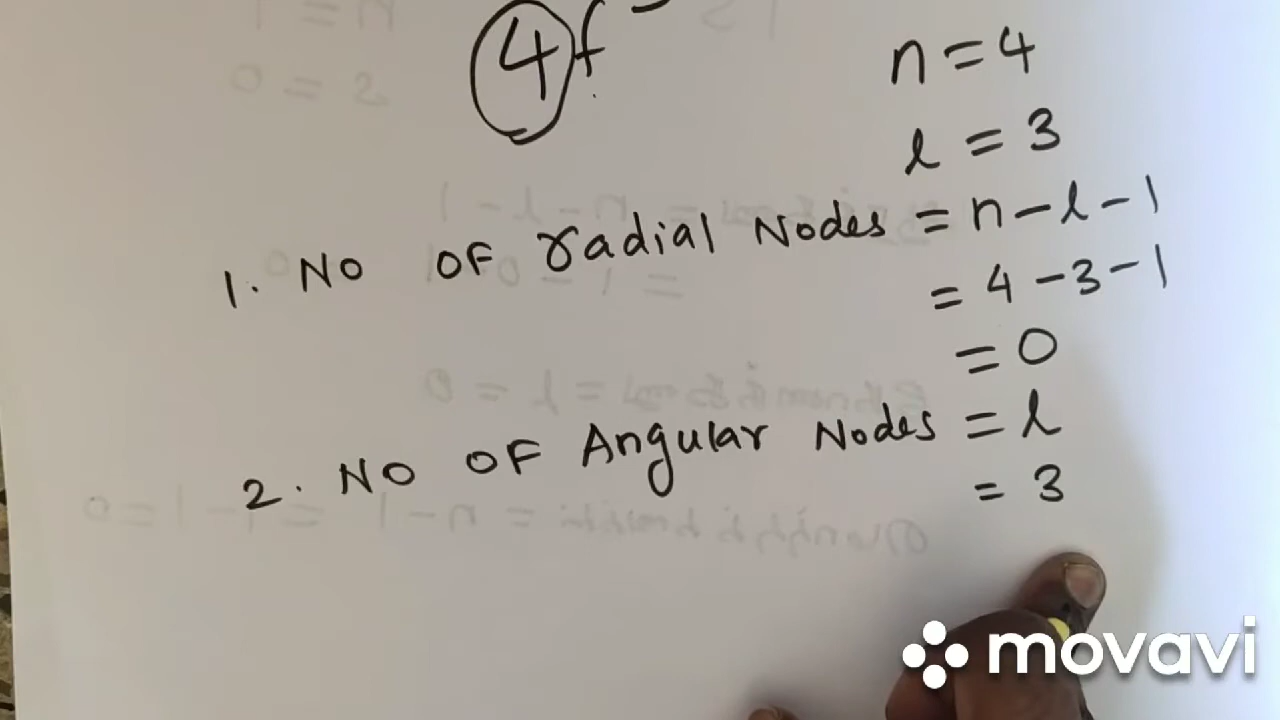 4f
n = 4
l = 3
1. No OF radial Nodes = n - l - 1
= 4 - 3 - 1
= 0
2. No OF Angular Nodes = l
= 3
movavi